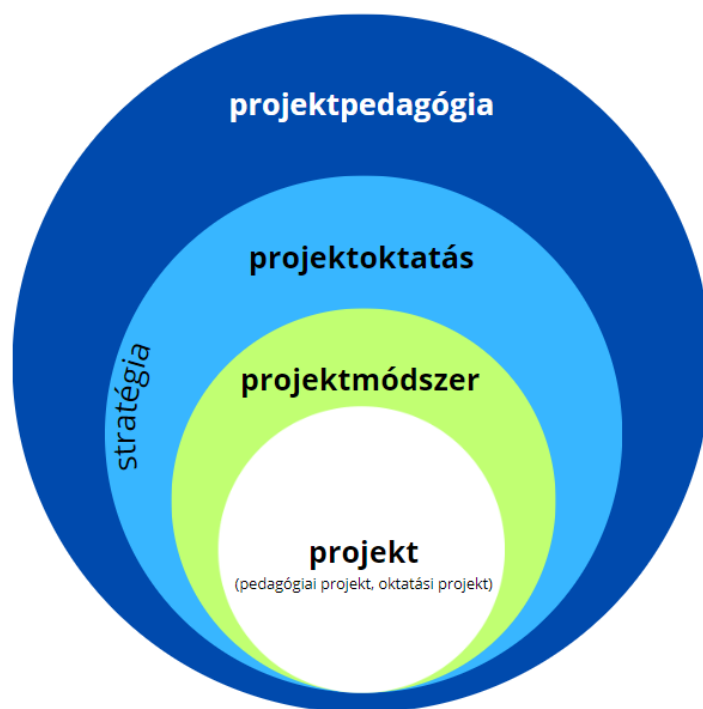 projektpedagógia
projektoktatás
stratégia
projektmódszer
projekt
(pedagógiai projekt, oktatási projekt)